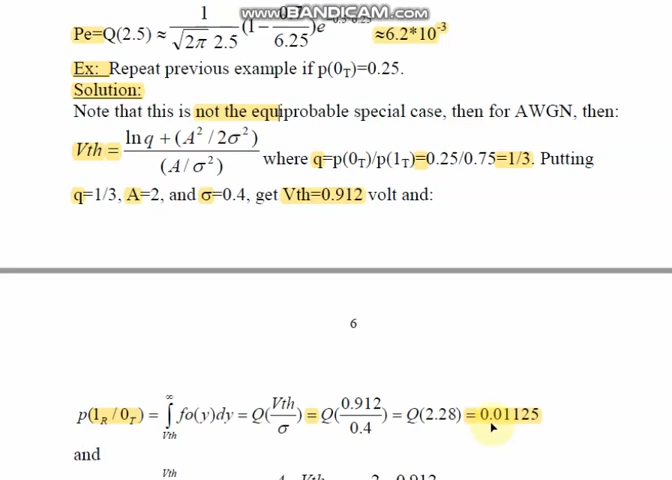 WWW.BANDICAM.COM
Pe=Q(2.5) ≈ 1/(√2π 2.5) (1 − 0.7/6.25)e ≈6.2*10⁻³
Ex: Repeat previous example if p(0T)=0.25.
Solution:
Note that this is not the equiprobable special case, then for AWGN, then:
Vth = (ln q + (A² / 2σ²)) / (A/σ²) where q=p(0T)/p(1T)=0.25/0.75=1/3. Putting
q=1/3, A=2, and σ=0.4, get Vth=0.912 volt and:
6
p(1R / 0T) = ∫_Vth^∞ fo(y)dy = Q(Vth/σ) = Q(0.912/0.4) = Q(2.28) = 0.01125
and
Vth